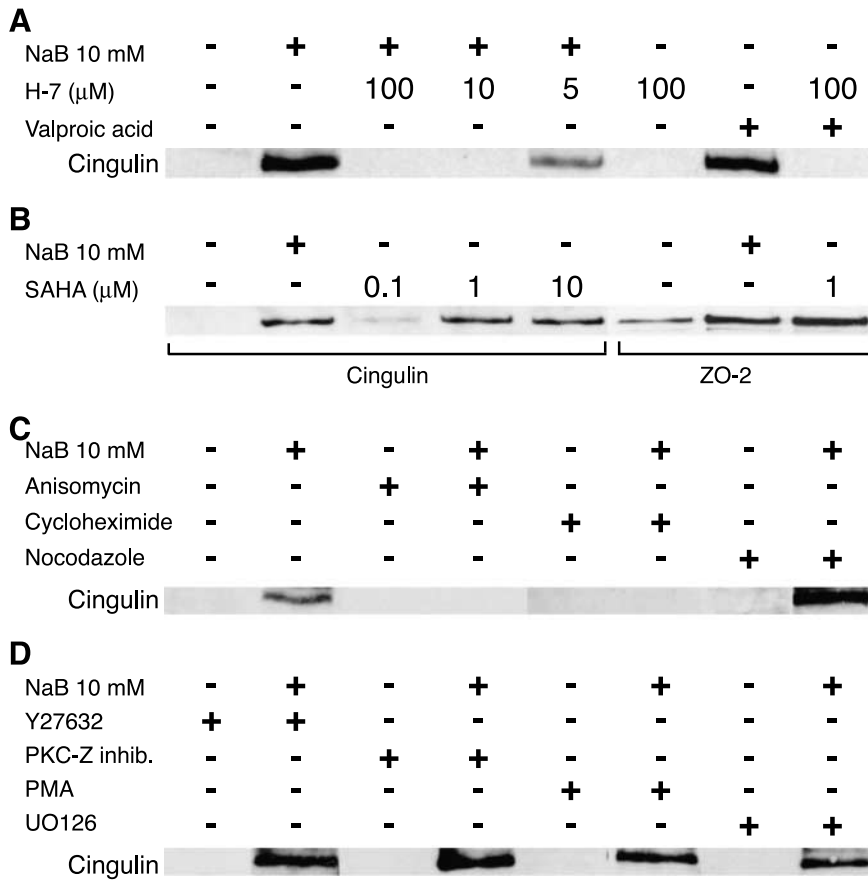 A
NaB 10 mM - + + + + - - -
H-7 (µM) - - 100 10 5 100 - 100
Valproic acid - - - - - - + +
Cingulin
B
NaB 10 mM - + - - - - + -
SAHA (µM) - - 0.1 1 10 - - 1
Cingulin ZO-2
C
NaB 10 mM - + - + - + - +
Anisomycin - - + + - - - -
Cycloheximide - - - - + + - -
Nocodazole - - - - - - + +
Cingulin
D
NaB 10 mM - + - + - + - +
Y27632 + + - - - - - -
PKC-Z inhib. - - + + - - - -
PMA - - - - + + - -
UO126 - - - - - - + +
Cingulin